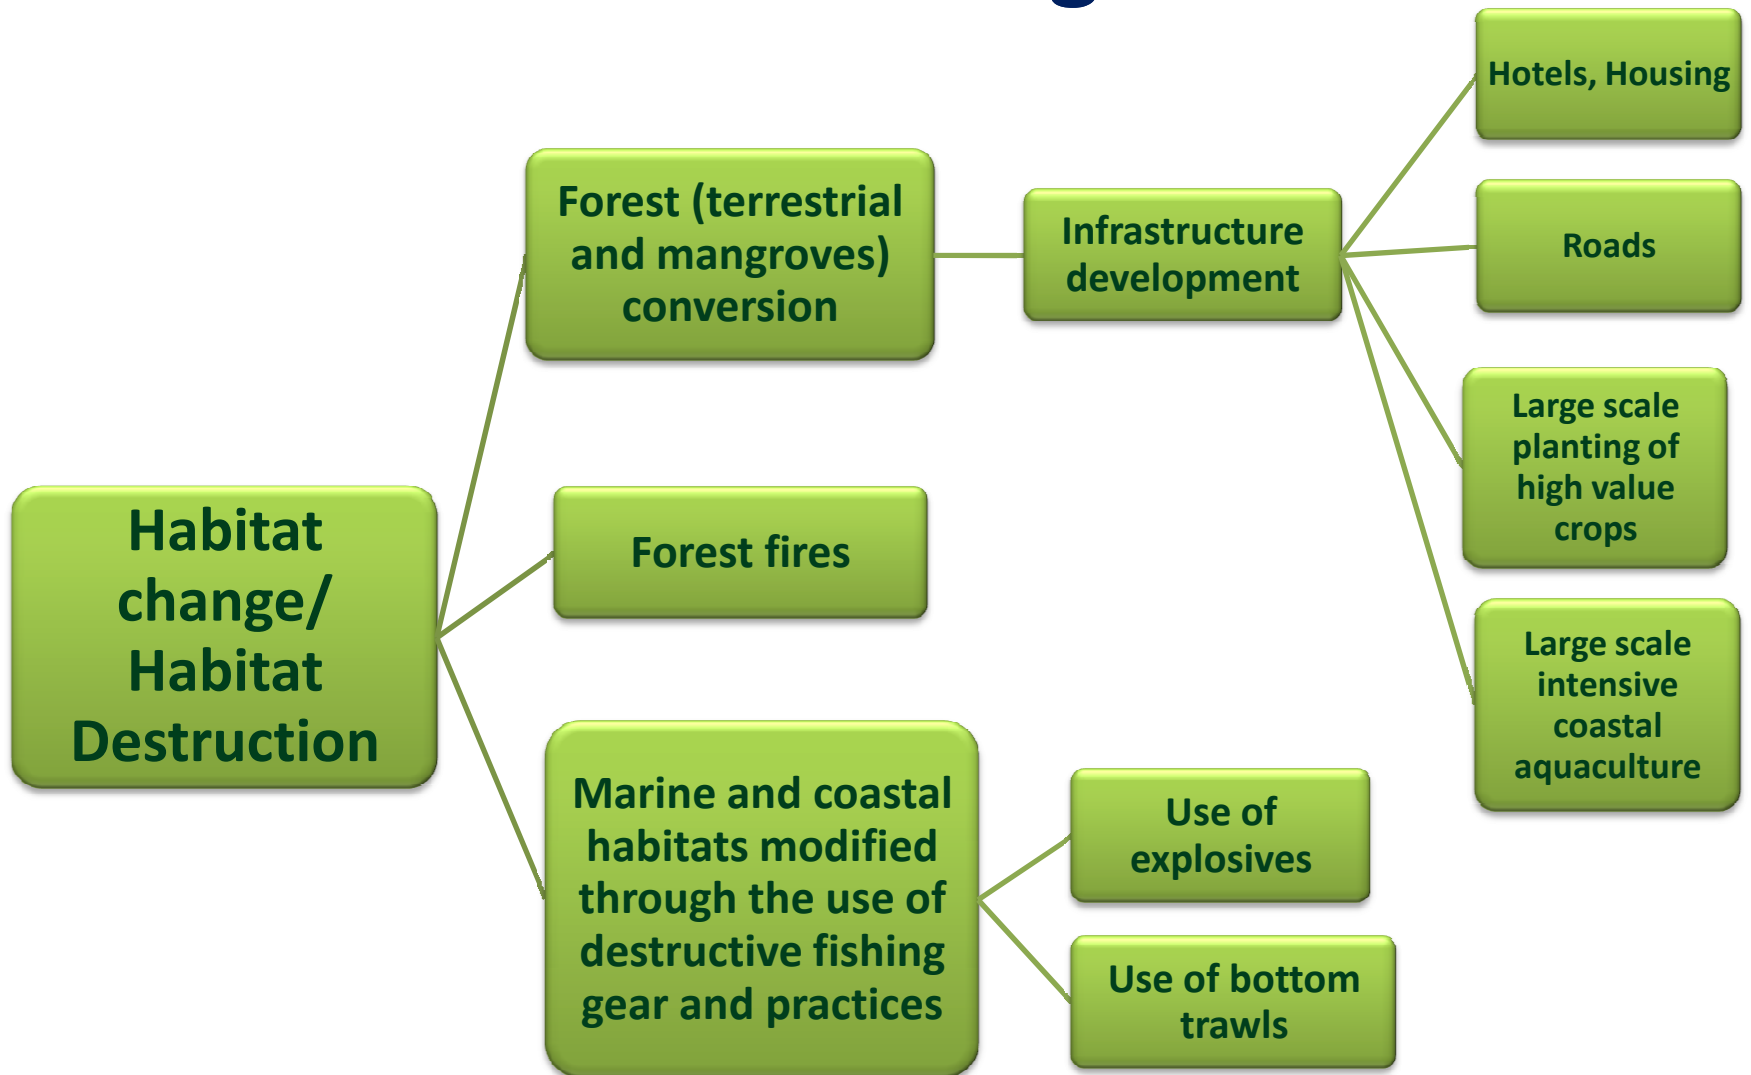 Hotels, Housing
Forest (terrestrial
and mangroves)
conversion
Infrastructure
development
Roads
Large scale
planting of
high value
crops
Habitat
change/
Habitat
Destruction
Forest fires
Large scale
intensive
coastal
aquaculture
Marine and coastal
habitats modified
through the use of
destructive fishing
gear and practices
Use of
explosives
Use of bottom
trawls